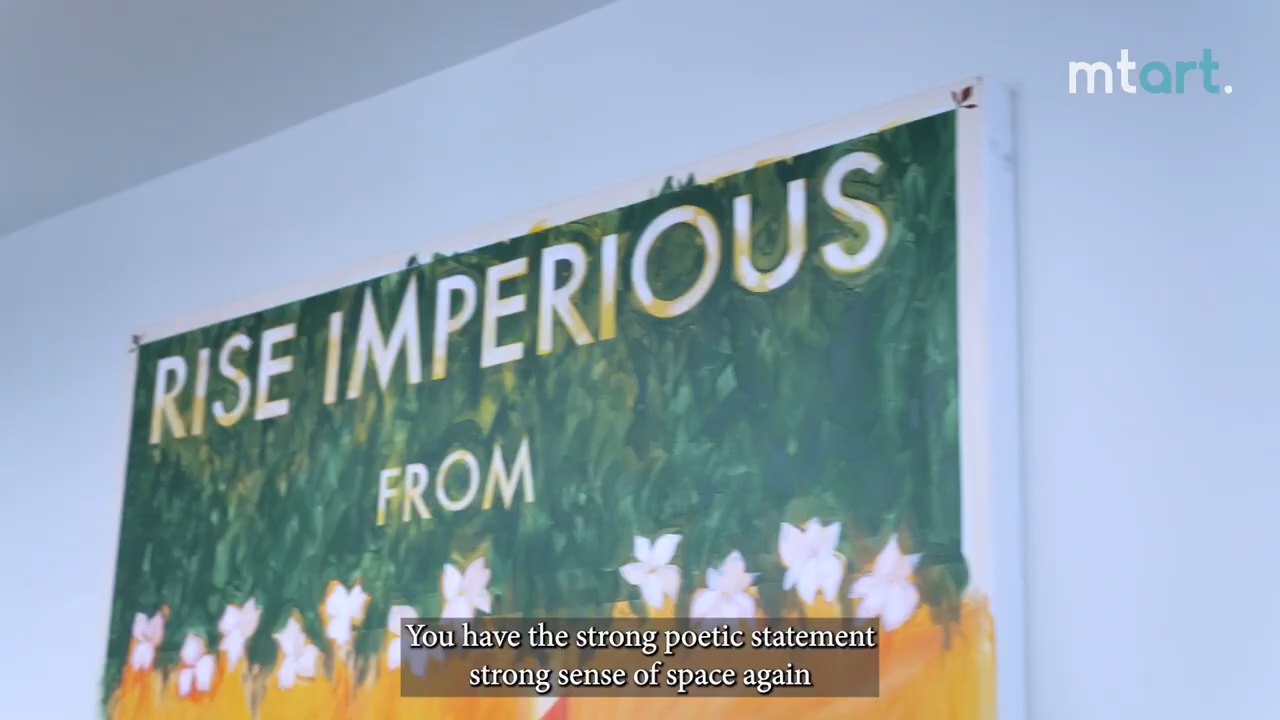 mtart.
RISE IMPERIOUS
FROM
You have the strong poetic statement
strong sense of space again